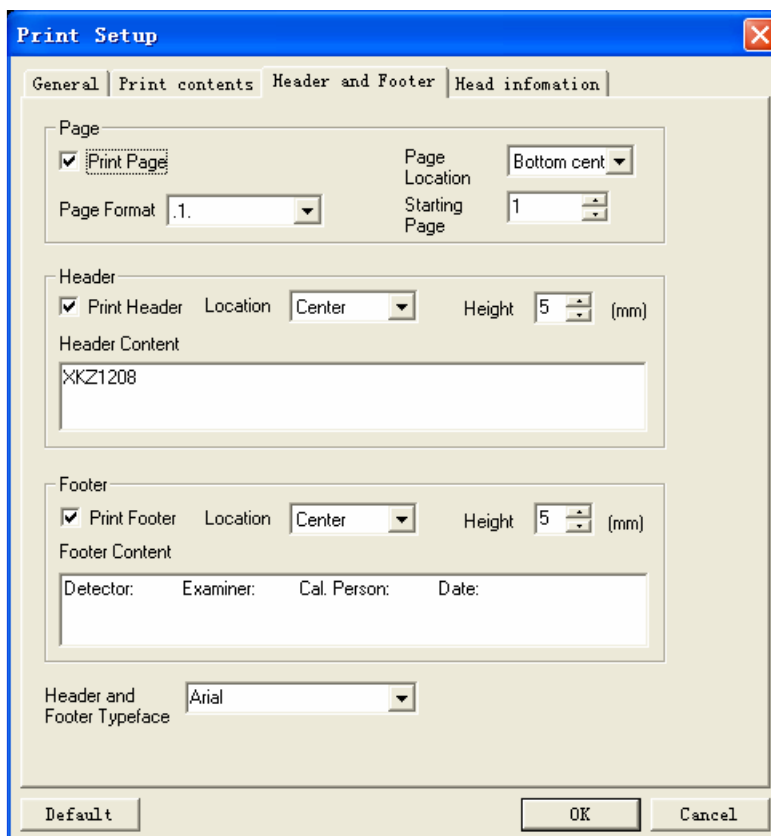 Print Setup
General Print contents Header and Footer Head infomation
Page
Print Page
Page Location
Bottom cent
Page Format .1.
Starting Page
1
Header
Print Header Location Center Height 5 (mm)
Header Content
XKZ1208
Footer
Print Footer Location Center Height 5 (mm)
Footer Content
Detector: Examiner: Cal. Person: Date:
Header and Footer Typeface
Arial
Default OK Cancel